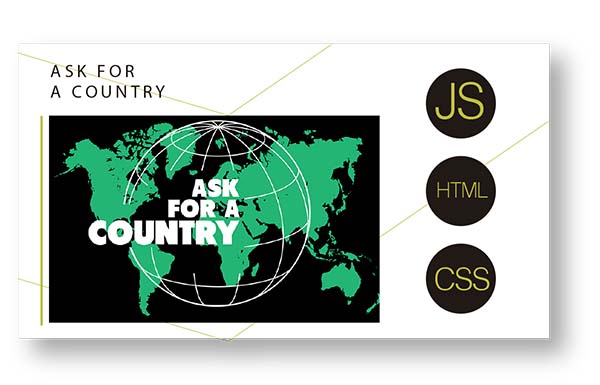 ASK FOR
A COUNTRY
ASK
FOR A
COUNTRY
JS
HTML
CSS